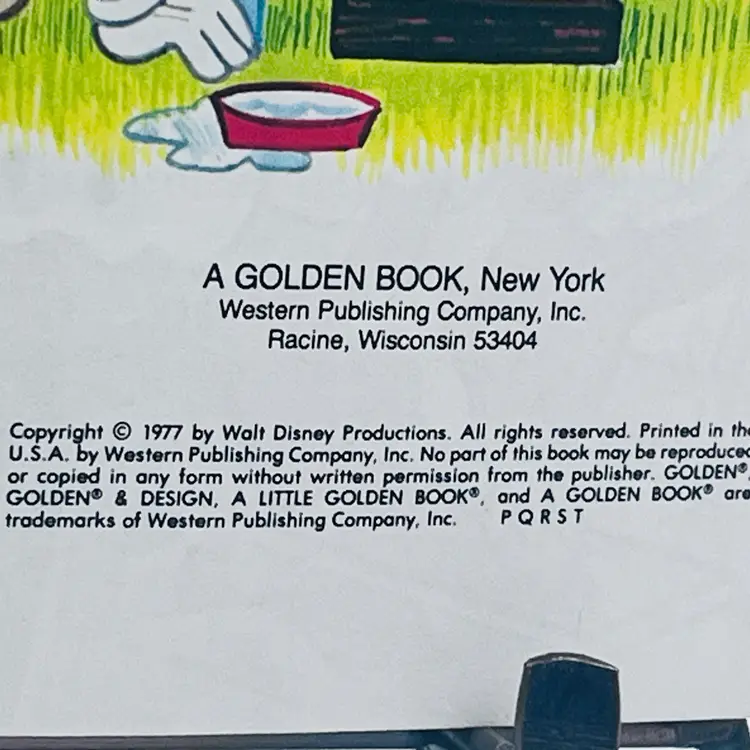 A GOLDEN BOOK, New York
Western Publishing Company, Inc.
Racine, Wisconsin 53404
Copyright © 1977 by Walt Disney Productions. All rights reserved. Printed in the
U.S.A. by Western Publishing Company, Inc. No part of this book may be reproduced
or copied in any form without written permission from the publisher. GOLDEN®,
GOLDEN® & DESIGN, A LITTLE GOLDEN BOOK®, and A GOLDEN BOOK® are
trademarks of Western Publishing Company, Inc. P Q R S T